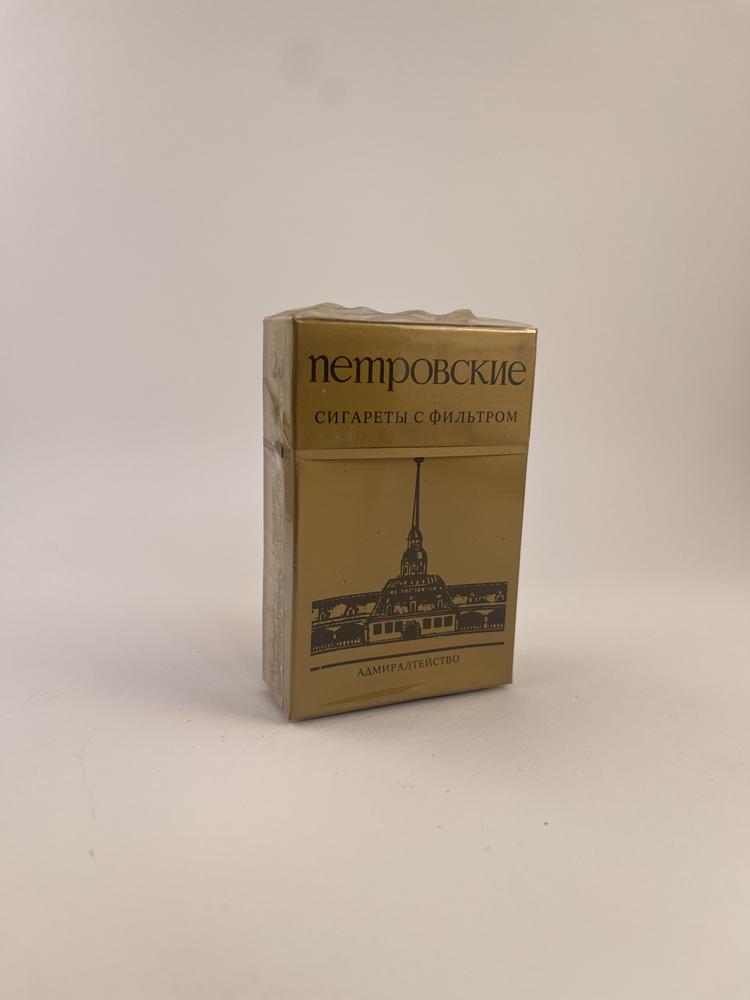 петровские
СИГАРЕТЫ С ФИЛЬТРОМ
АДМИРАЛТЕЙСТВО